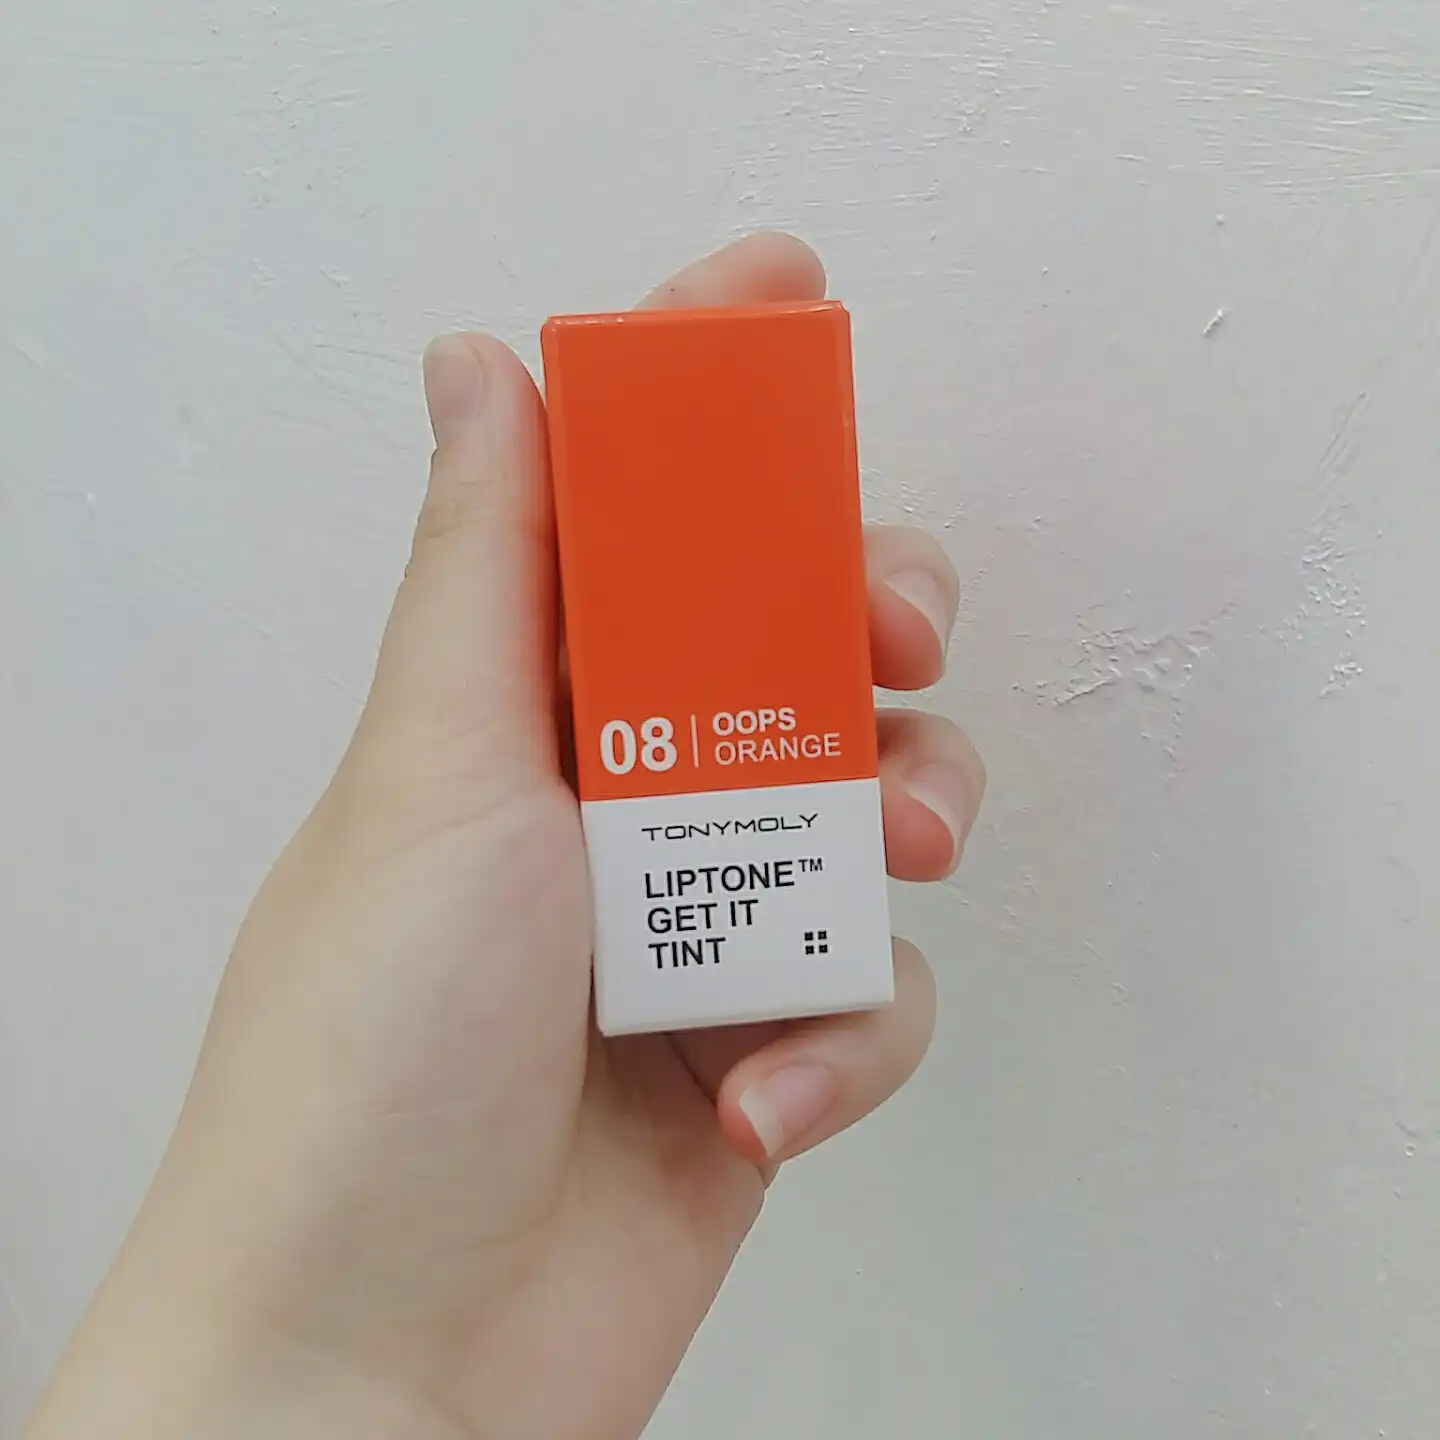 08 | OOPS
ORANGE
TONYMOLY
LIPTONE™
GET IT
TINT